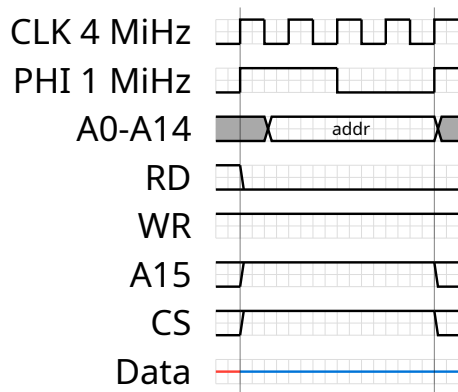 CLK 4 MiHz
PHI 1 MiHz
A0-A14 addr
RD
WR
A15
CS
Data